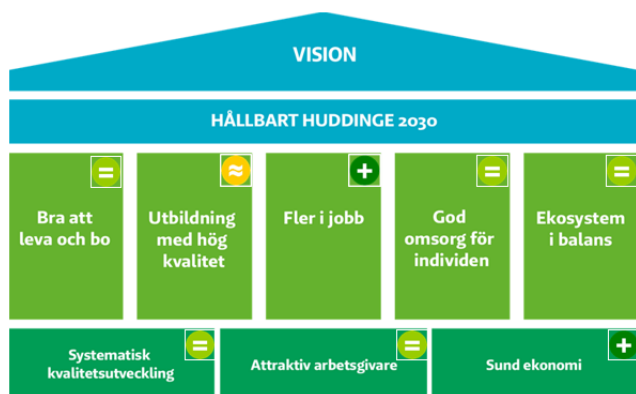 VISION
HÅLLBART HUDDINGE 2030
=
≈
+
=
=
Bra att
leva och bo
Utbildning
med hög
kvalitet
Fler i jobb
God
omsorg för
individen
Ekosystem
i balans
=
=
+
Systematisk
kvalitetsutveckling
Attraktiv arbetsgivare
Sund ekonomi